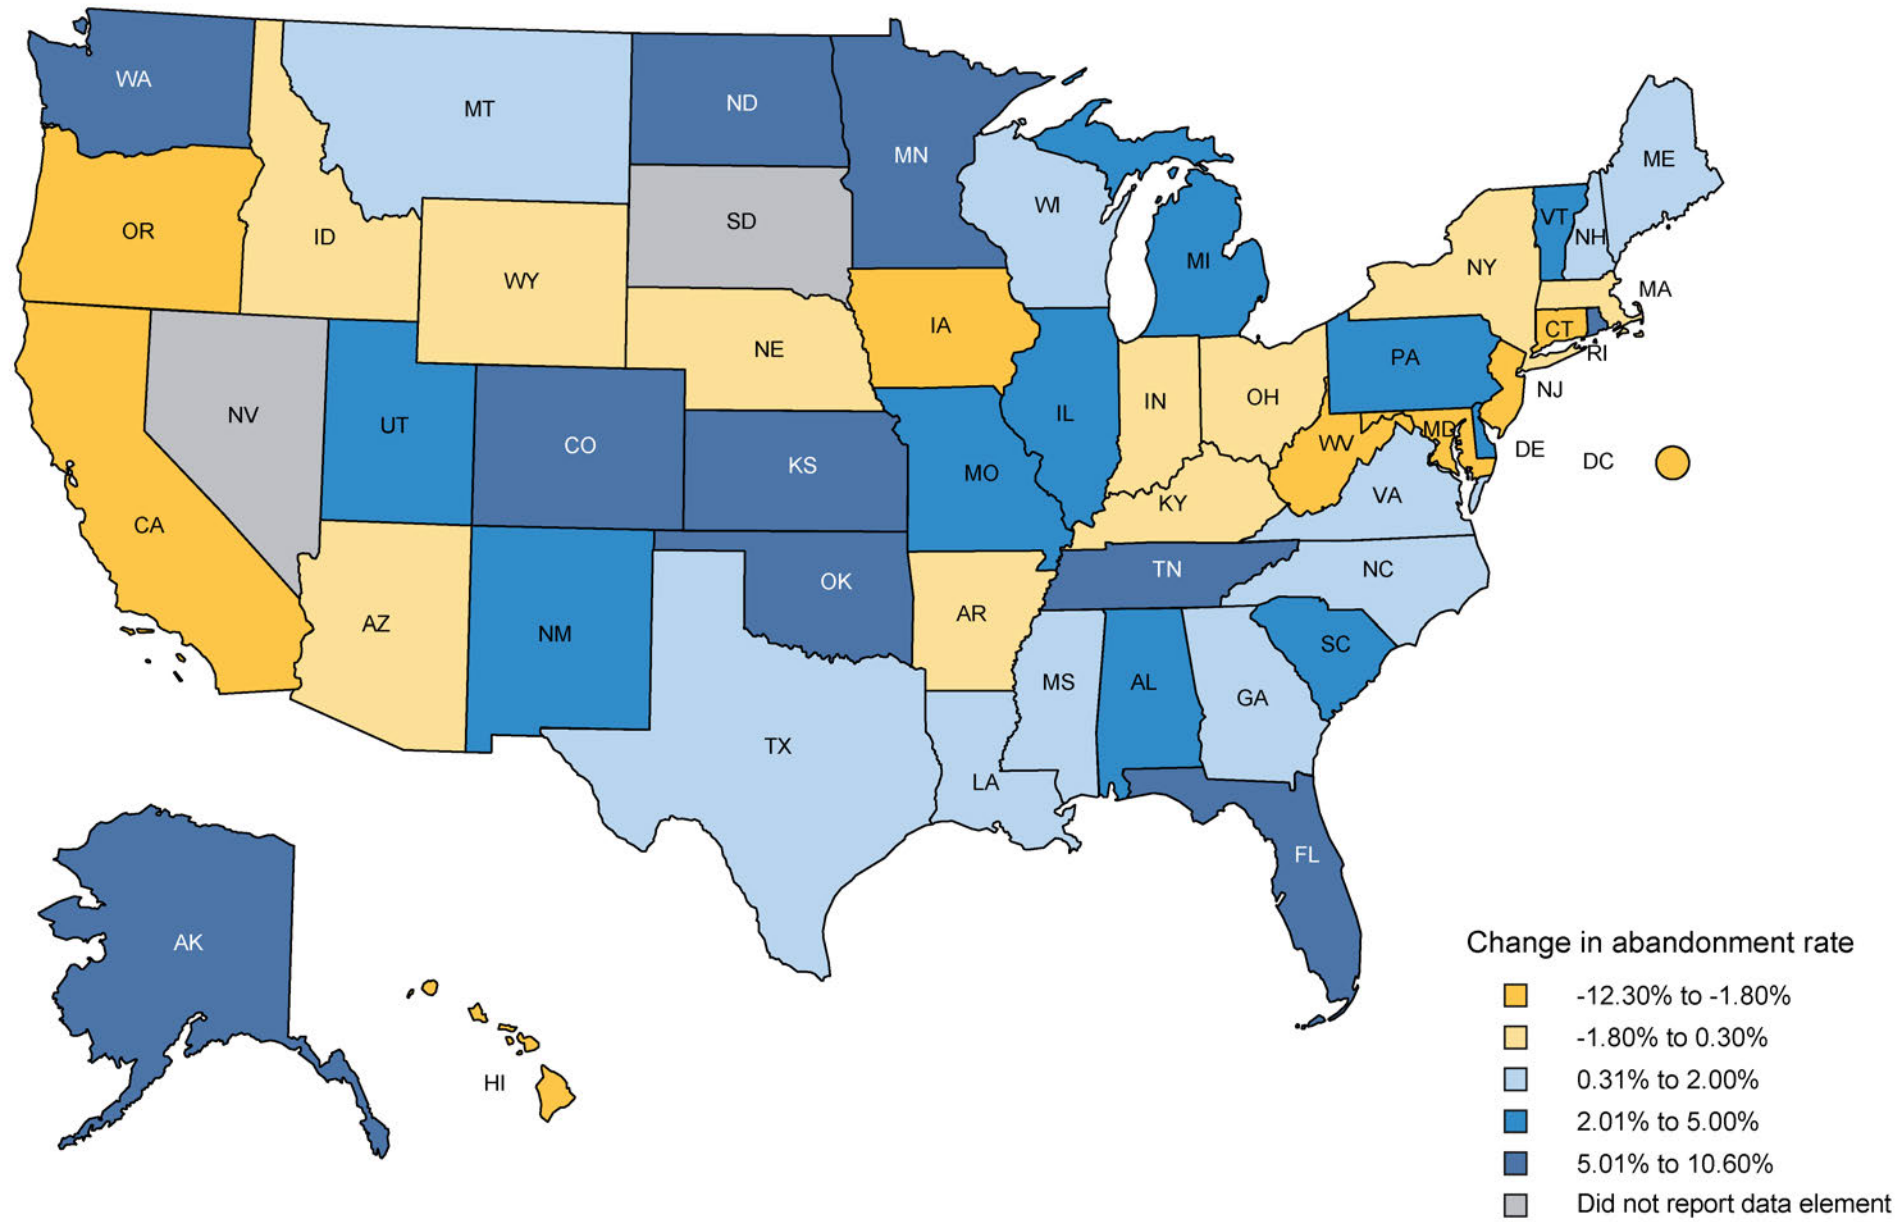 WA
MT
ND
MN
ME
WI
OR
ID
SD
VT
NH
MI
NY
WY
MA
IA
CT
NE
RI
PA
NJ
NV
UT
IL
IN
OH
CO
MD
WV
DE
DC
KS
MO
VA
KY
CA
OK
TN
NC
AZ
NM
AR
SC
MS
AL
GA
TX
LA
FL
AK
HI
Change in abandonment rate
-12.30% to -1.80%
-1.80% to 0.30%
0.31% to 2.00%
2.01% to 5.00%
5.01% to 10.60%
Did not report data element